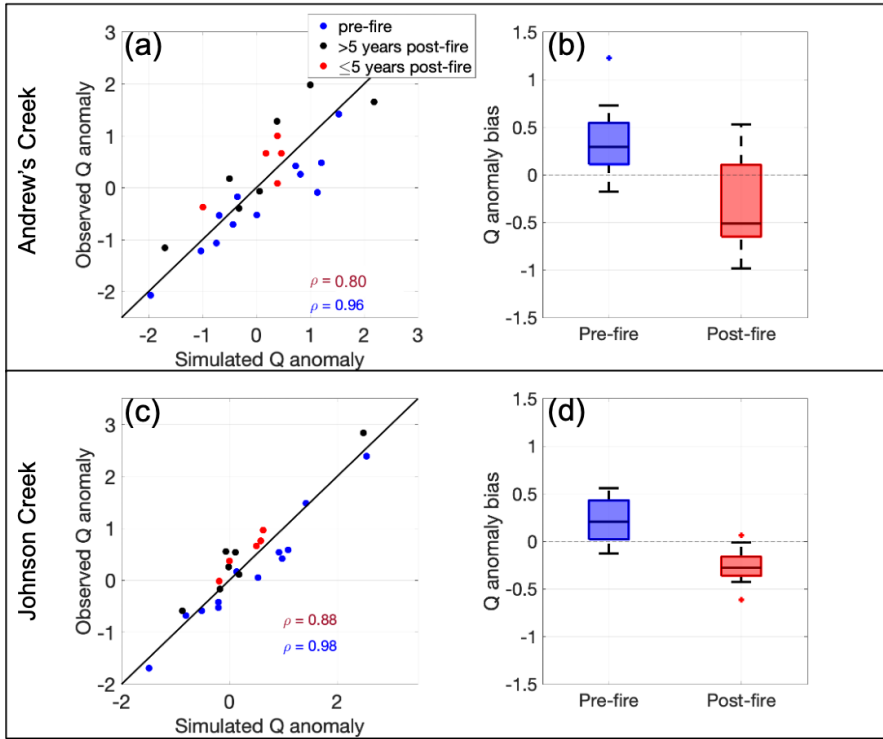 (a)
pre-fire
>5 years post-fire
≤5 years post-fire
Andrew's Creek
Observed Q anomaly
3
2
1
0
-1
-2
ρ = 0.80
ρ = 0.96
-2 -1 0 1 2 3
Simulated Q anomaly
(b)
Q anomaly bias
1.5
1
0.5
0
-0.5
-1
-1.5
Pre-fire Post-fire
(c)
Johnson Creek
Observed Q anomaly
3
2
1
0
-1
-2
ρ = 0.88
ρ = 0.98
-2 0 2
Simulated Q anomaly
(d)
Q anomaly bias
1.5
1
0.5
0
-0.5
-1
-1.5
Pre-fire Post-fire